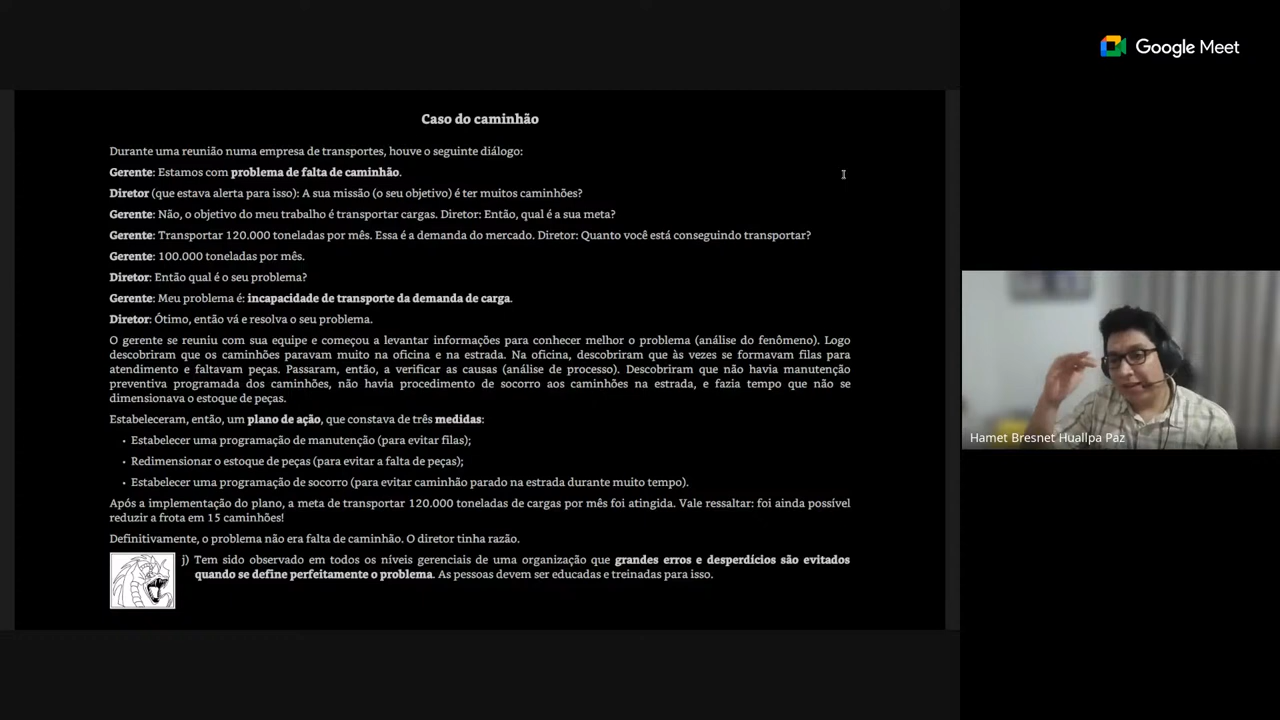 Google Meet
Caso do caminhão
Durante uma reunião numa empresa de transportes, houve o seguinte diálogo:
Gerente: Estamos com problema de falta de caminhão.
Diretor (que estava alerta para isso): A sua missão (o seu objetivo) é ter muitos caminhões?
Gerente: Não, o objetivo do meu trabalho é transportar cargas. Diretor: Então, qual é a sua meta?
Gerente: Transportar 120.000 toneladas por mês. Essa é a demanda do mercado. Diretor: Quanto você está conseguindo transportar?
Gerente: 100.000 toneladas por mês.
Diretor: Então qual é o seu problema?
Gerente: Meu problema é: incapacidade de transporte da demanda de carga.
Diretor: Ótimo, então vá e resolva o seu problema.
O gerente se reuniu com sua equipe e começou a levantar informações para conhecer melhor o problema (análise do fenômeno). Logo
descobriram que os caminhões paravam muito na oficina e na estrada. Na oficina, descobriram que às vezes se formavam filas para
atendimento e faltavam peças. Passaram, então, a verificar as causas (análise de processo). Descobriram que não havia manutenção
preventiva programada dos caminhões, não havia procedimento de socorro aos caminhões na estrada, e fazia tempo que não se
dimensionava o estoque de peças.
Estabeleceram, então, um plano de ação, que constava de três medidas:
• Estabelecer uma programação de manutenção (para evitar filas);
• Redimensionar o estoque de peças (para evitar a falta de peças);
• Estabelecer uma programação de socorro (para evitar caminhão parado na estrada durante muito tempo).
Após a implementação do plano, a meta de transportar 120.000 toneladas de cargas por mês foi atingida. Vale ressaltar: foi ainda possível
reduzir a frota em 15 caminhões!
Definitivamente, o problema não era falta de caminhão. O diretor tinha razão.
j) Tem sido observado em todos os níveis gerenciais de uma organização que grandes erros e desperdícios são evitados
quando se define perfeitamente o problema. As pessoas devem ser educadas e treinadas para isso.
Hamet Bresnet Huallpa Paz